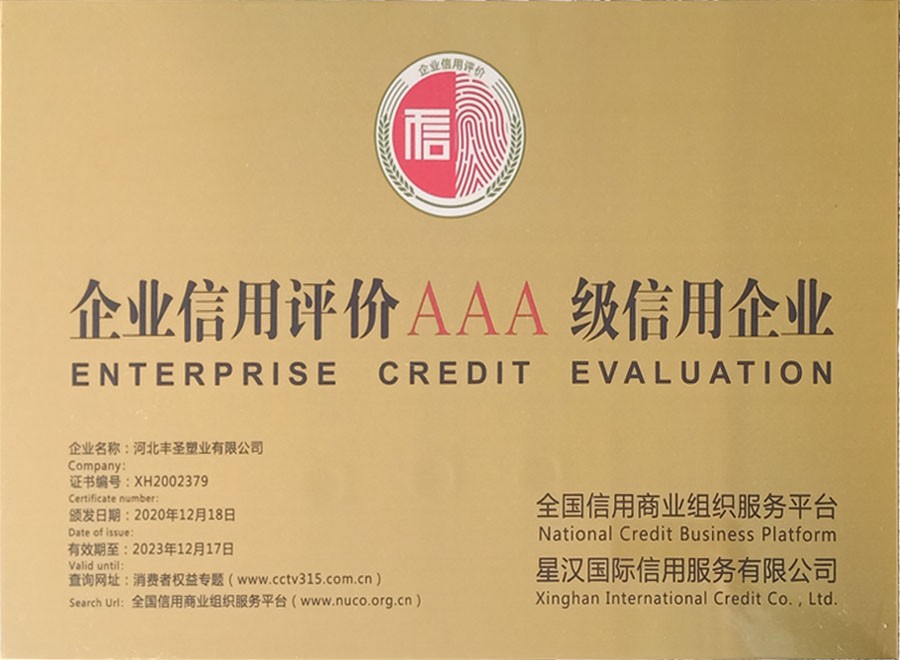 企业信用评价
信
企业信用评价AAA级信用企业
ENTERPRISE CREDIT EVALUATION
企业名称：河北丰圣塑业有限公司
Company:
证书编号：XH2002379
Certificate number:
颁发日期：2020年12月18日
Date of issue:
有效期至：2023年12月17日
Valid until:
查询网址：消费者权益专题（www.cctv315.com.cn）
Search Url: 全国信用商业组织服务平台（www.nuco.org.cn）
全国信用商业组织服务平台
National Credit Business Platform
星汉国际信用服务有限公司
Xinghan International Credit Co. , Ltd.